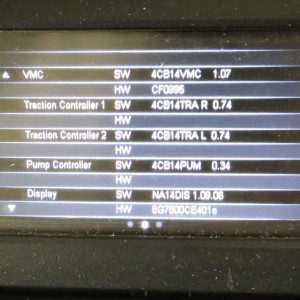 VMC SW 4CB14VMC 1.07
HW CF0995
Traction Controller 1 SW 4CB14TRA R 0.74
HW
Traction Controller 2 SW 4CB14TRA L 0.74
HW
Pump Controller SW 4CB14PUM 0.34
HW
Display SW NA14DIS 1.09.06
HW 8G7600CE401e